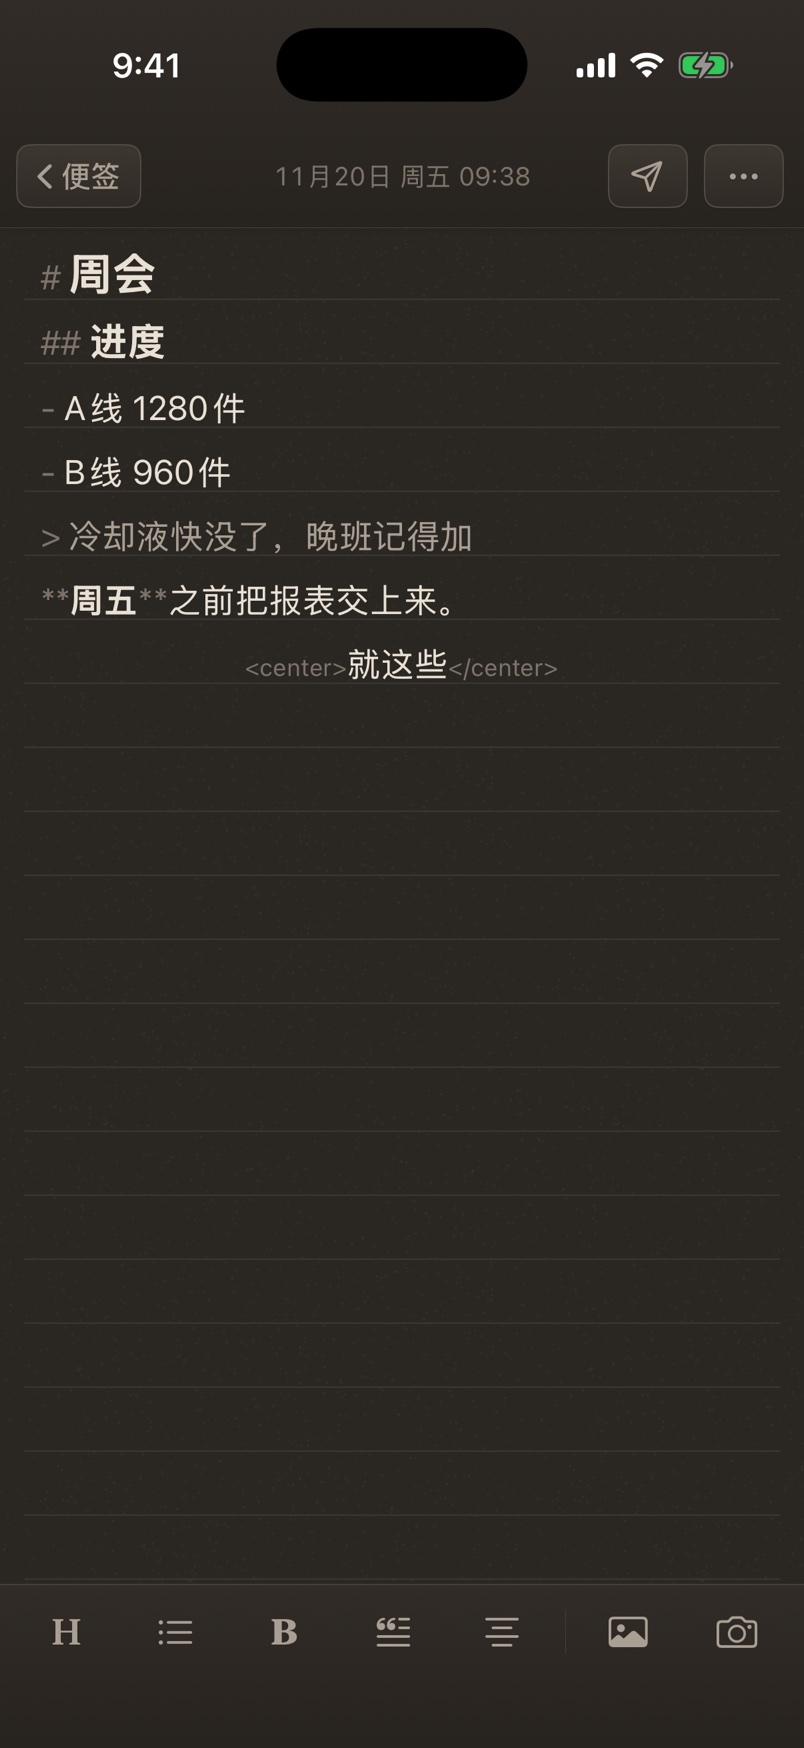 9:41
便签
11月20日 周五 09:38
# 周会
## 进度
- A线 1280件
- B线 960件
> 冷却液快没了，晚班记得加
**周五**之前把报表交上来。
<center>就这些</center>
H B